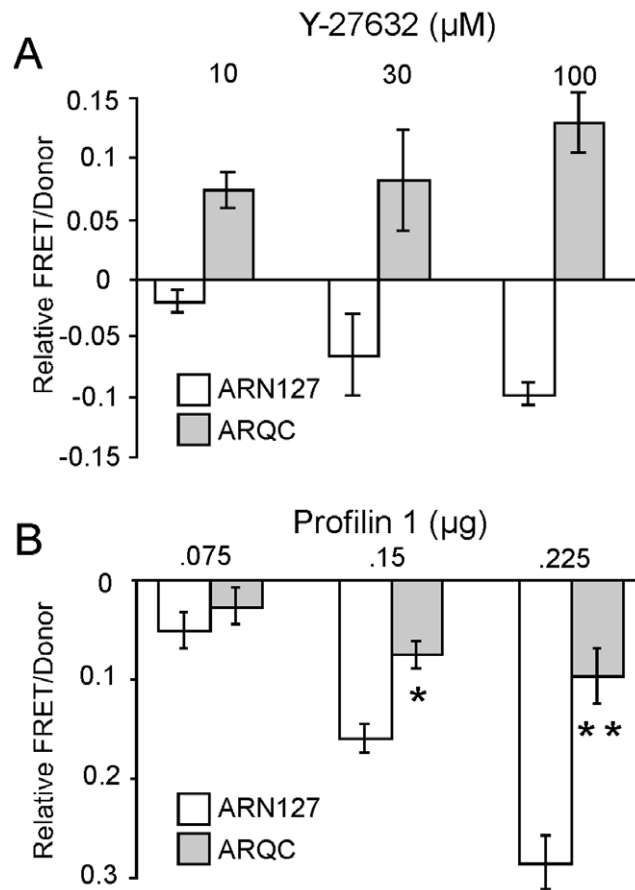 Y-27632 (µM)
A
10 30 100
Relative FRET/Donor
0.15
0.1
0.05
0
-0.05
-0.1
-0.15
ARN127
ARQC
B
Profilin 1 (µg)
.075 .15 .225
Relative FRET/Donor
0
0.1
0.2
0.3
*
**
ARN127
ARQC